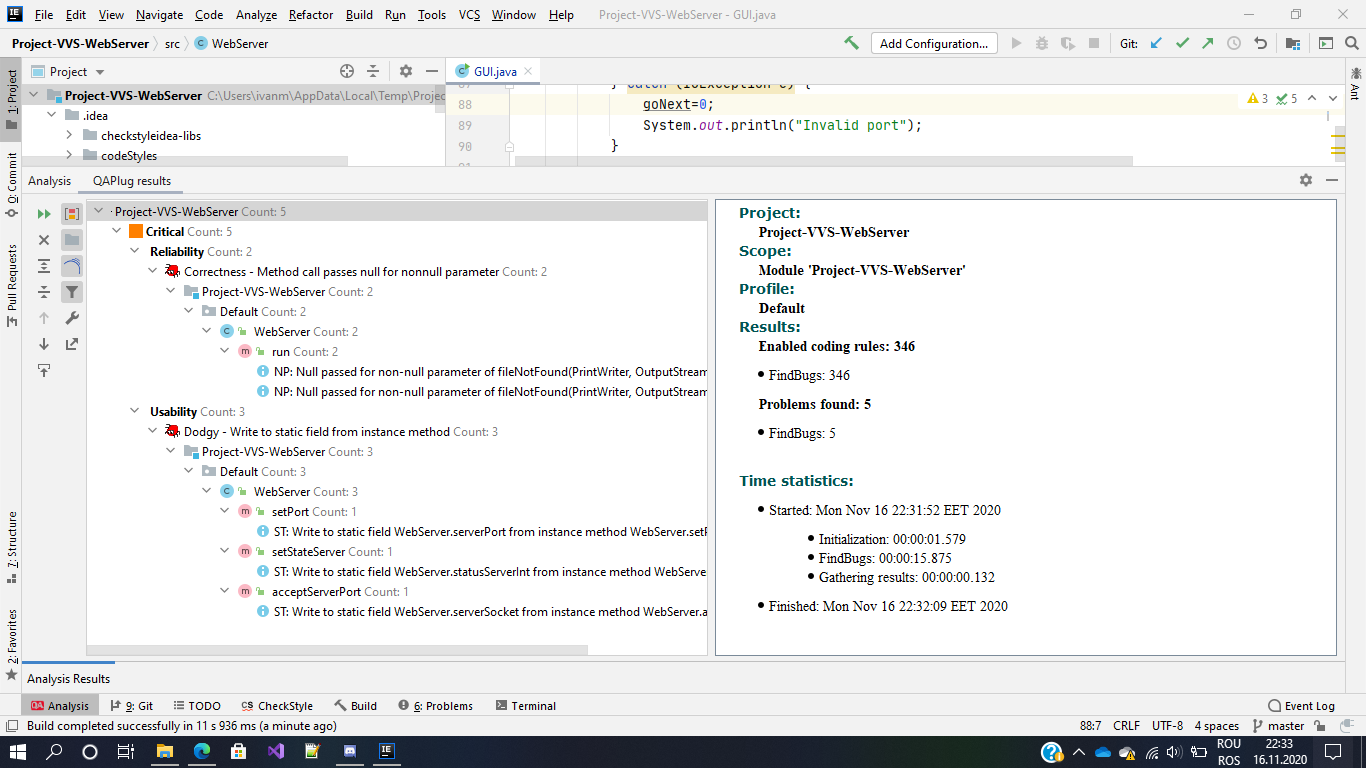 File Edit View Navigate Code Analyze Refactor Build Run Tools VCS Window Help Project-VVS-WebServer - GUI.java
Project-VVS-WebServer src WebServer Add Configuration... Git:
1: Project
0: Commit
Pull Requests
7: Structure
2: Favorites
Project
Project-VVS-WebServer C:\Users\ivanm\AppData\Local\Temp\Projec
.idea
checkstyleidea-libs
codeStyles
GUI.java
88 goNext=0;
89 System.out.println("Invalid port");
90 }
3 5
Ant
Analysis QAPlug results
Project-VVS-WebServer Count: 5
Critical Count: 5
Reliability Count: 2
Correctness - Method call passes null for nonnull parameter Count: 2
Project-VVS-WebServer Count: 2
Default Count: 2
WebServer Count: 2
run Count: 2
NP: Null passed for non-null parameter of fileNotFound(PrintWriter, OutputStream
NP: Null passed for non-null parameter of fileNotFound(PrintWriter, OutputStream
Usability Count: 3
Dodgy - Write to static field from instance method Count: 3
Project-VVS-WebServer Count: 3
Default Count: 3
WebServer Count: 3
setPort Count: 1
ST: Write to static field WebServer.serverPort from instance method WebServer.setP
setStateServer Count: 1
ST: Write to static field WebServer.statusServerInt from instance method WebServe
acceptServerPort Count: 1
ST: Write to static field WebServer.serverSocket from instance method WebServer.a
Project:
Project-VVS-WebServer
Scope:
Module 'Project-VVS-WebServer'
Profile:
Default
Results:
Enabled coding rules: 346
• FindBugs: 346
Problems found: 5
• FindBugs: 5
Time statistics:
• Started: Mon Nov 16 22:31:52 EET 2020
• Initialization: 00:00:01.579
• FindBugs: 00:00:15.875
• Gathering results: 00:00:00.132
• Finished: Mon Nov 16 22:32:09 EET 2020
Analysis Results
QA Analysis 9: Git TODO CS CheckStyle Build 6: Problems Terminal Event Log
Build completed successfully in 11 s 936 ms (a minute ago) 88:7 CRLF UTF-8 4 spaces master
ROU 22:33
ROS 16.11.2020